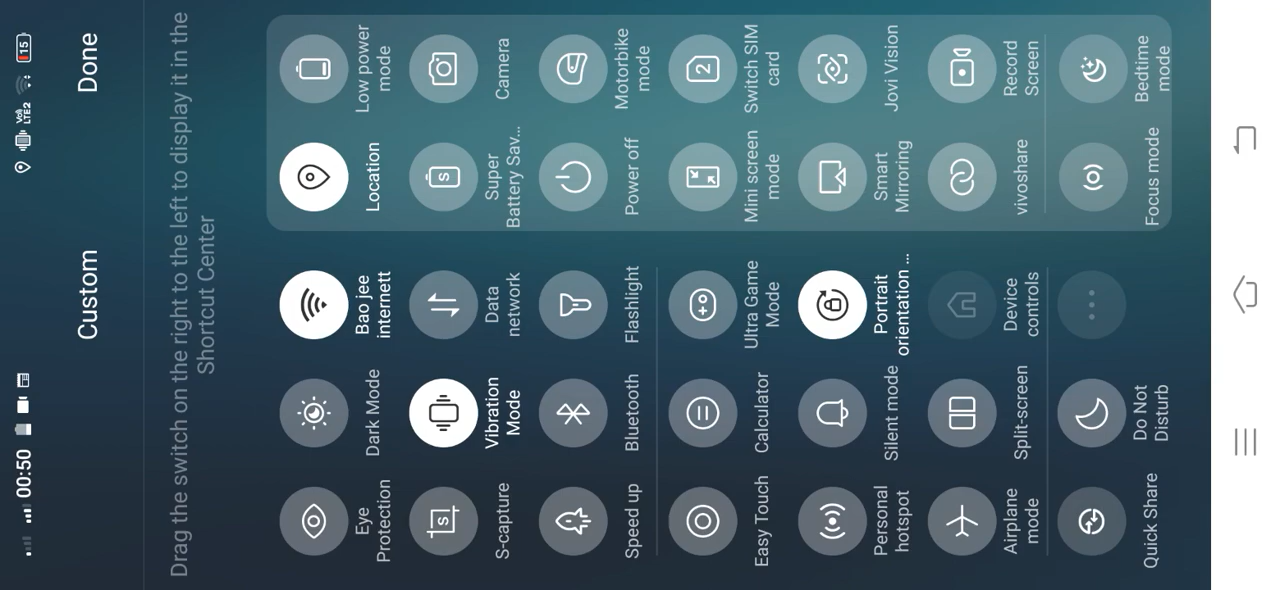 00:50
Vo))
LTE2
15
Custom
Done
Drag the switch on the right to the left to display it in the
Shortcut Center
Eye
Protection
Dark Mode
Bao jee
internett
Location
Low power
mode
S-capture
Vibration
Mode
Data
network
Super
Battery Sav...
Camera
Speed up
Bluetooth
Flashlight
Power off
Motorbike
mode
Easy Touch
Calculator
Ultra Game
Mode
Mini screen
mode
Switch SIM
card
Personal
hotspot
Silent mode
Portrait
orientation ...
Smart
Mirroring
Jovi Vision
Airplane
mode
Split-screen
Device
controls
vivoshare
Record
Screen
Quick Share
Do Not
Disturb
Focus mode
Bedtime
mode